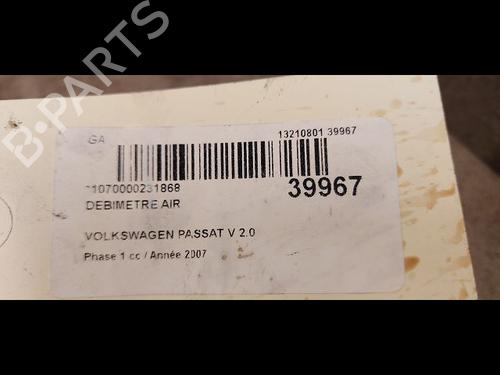 B-PARTS
GA
13210801 39967
*1070000231868
39967
DEBIMETRE AIR
VOLKSWAGEN PASSAT V 2.0
Phase 1 cc / Année 2007